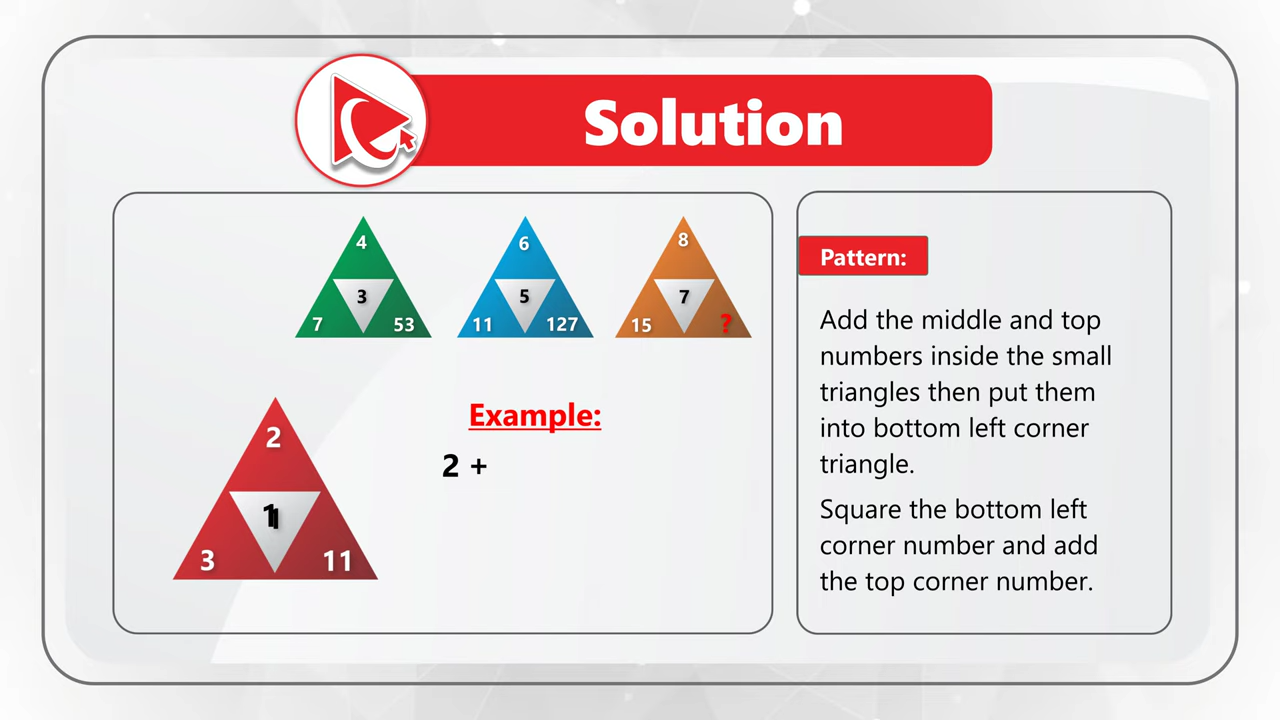 Solution
4
6
8
3
5
7
7
53
11
127
15
?
Pattern:
Add the middle and top
numbers inside the small
triangles then put them
into bottom left corner
triangle.
Square the bottom left
corner number and add
the top corner number.
Example:
2 +
2
1
3
11